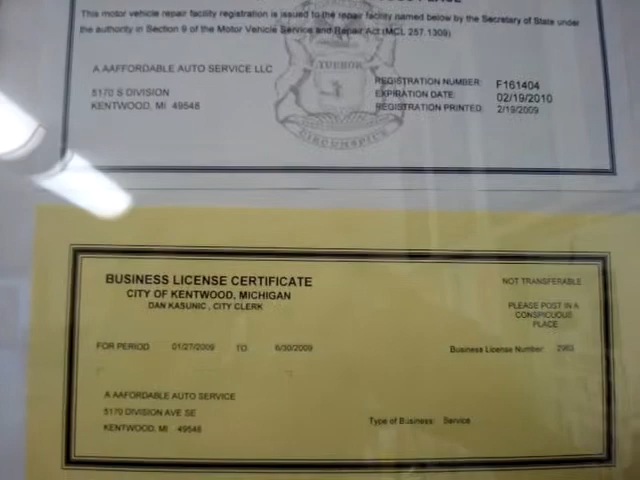 This motor vehicle repair facility registration is issued to the repair facility named below by the Secretary of State under
the authority in Section 9 of the Motor Vehicle Service and Repair Act (MCL 257.1309)
TUEBOR
A AAFFORDABLE AUTO SERVICE LLC
5170 S DIVISION
KENTWOOD, MI 49548
REGISTRATION NUMBER: F161404
EXPIRATION DATE: 02/19/2010
REGISTRATION PRINTED: 2/19/2009
CIRCUMSPICE
BUSINESS LICENSE CERTIFICATE
CITY OF KENTWOOD, MICHIGAN
DAN KASUNIC, CITY CLERK
NOT TRANSFERABLE
PLEASE POST IN A
CONSPICUOUS
PLACE
FOR PERIOD 01/27/2009 TO 6/30/2009
Business License Number:
A AAFORDABLE AUTO SERVICE
5170 DIVISION AVE SE
KENTWOOD, MI 49548
Type of Business: Service